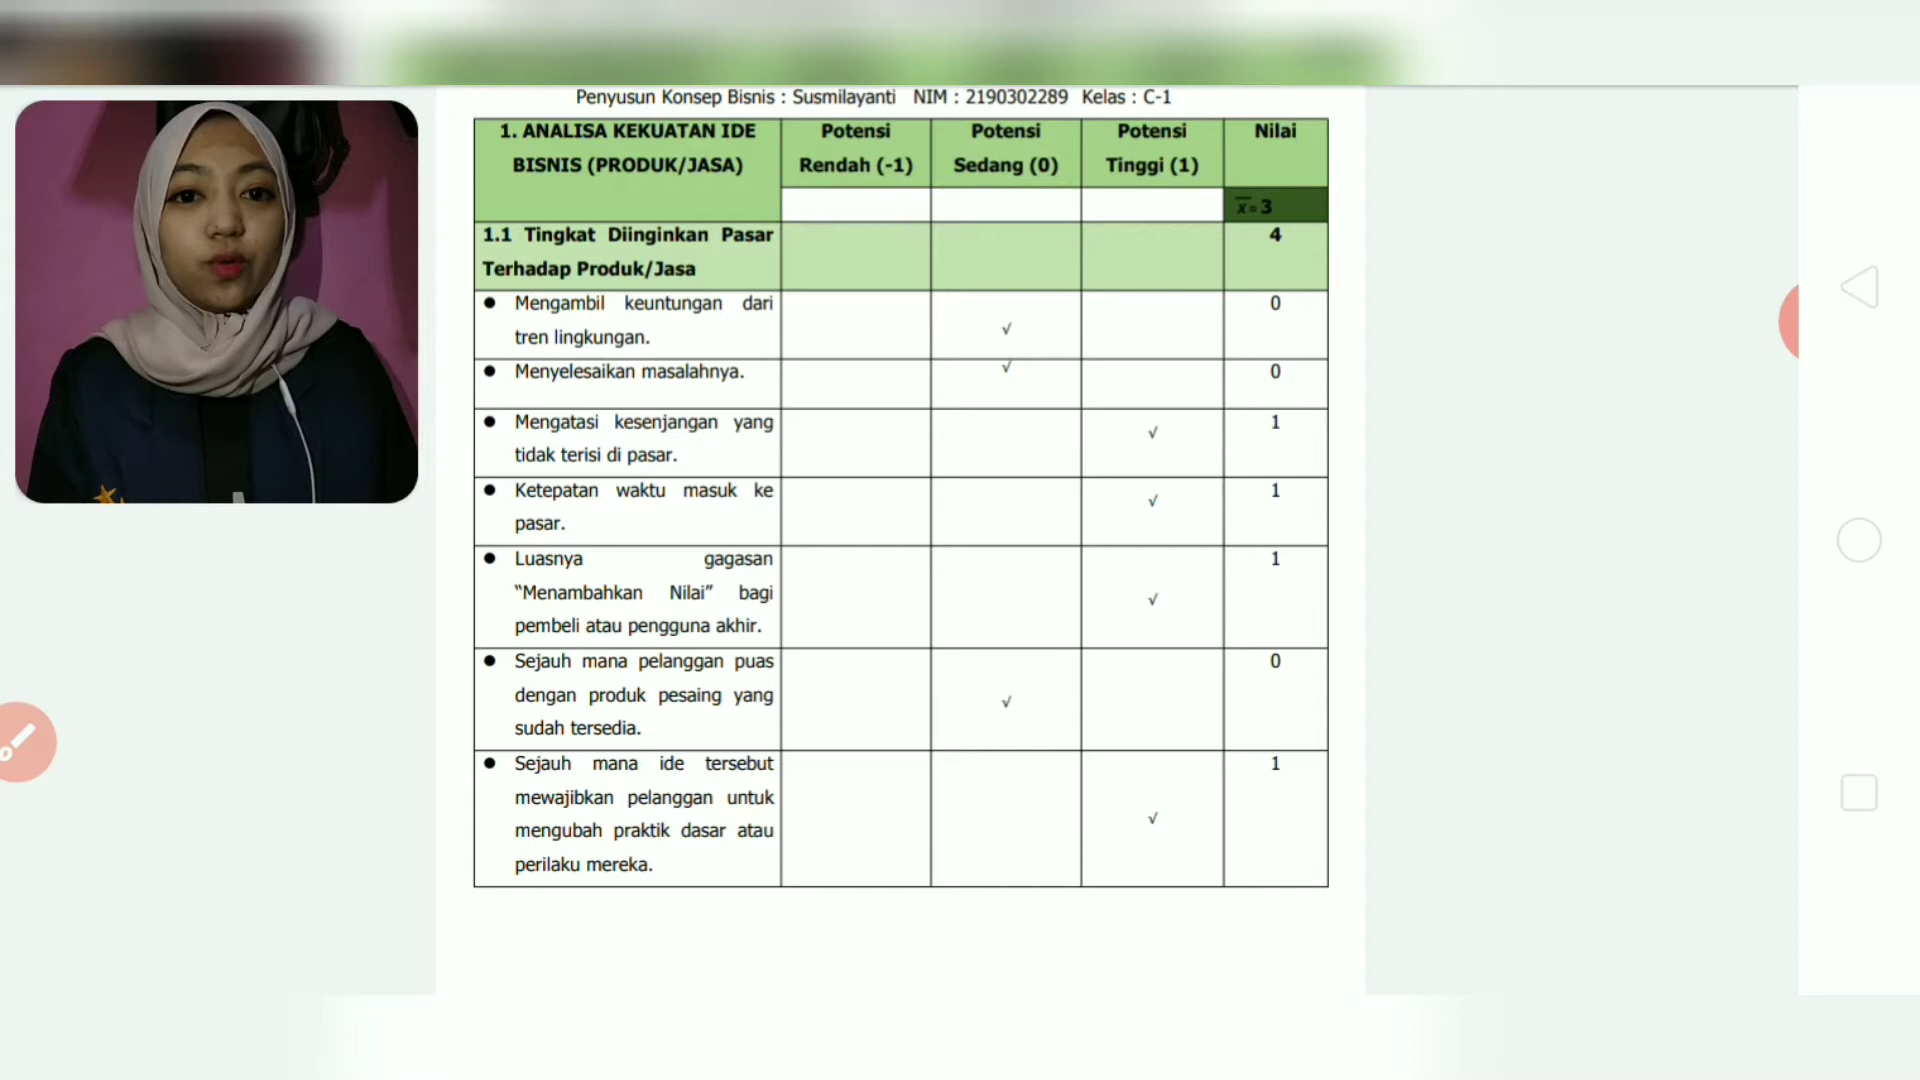 Penyusun Konsep Bisnis : Susmilayanti NIM : 2190302289 Kelas : C-1
1. ANALISA KEKUATAN IDE
BISNIS (PRODUK/JASA)
Potensi
Rendah (-1)
Potensi
Sedang (0)
Potensi
Tinggi (1)
Nilai
x̅= 3
1.1 Tingkat Diinginkan Pasar
Terhadap Produk/Jasa
4
● Mengambil keuntungan dari
tren lingkungan.
√
0
● Menyelesaikan masalahnya.
√
0
● Mengatasi kesenjangan yang
tidak terisi di pasar.
√
1
● Ketepatan waktu masuk ke
pasar.
√
1
● Luasnya gagasan
“Menambahkan Nilai” bagi
pembeli atau pengguna akhir.
√
1
● Sejauh mana pelanggan puas
dengan produk pesaing yang
sudah tersedia.
√
0
● Sejauh mana ide tersebut
mewajibkan pelanggan untuk
mengubah praktik dasar atau
perilaku mereka.
√
1